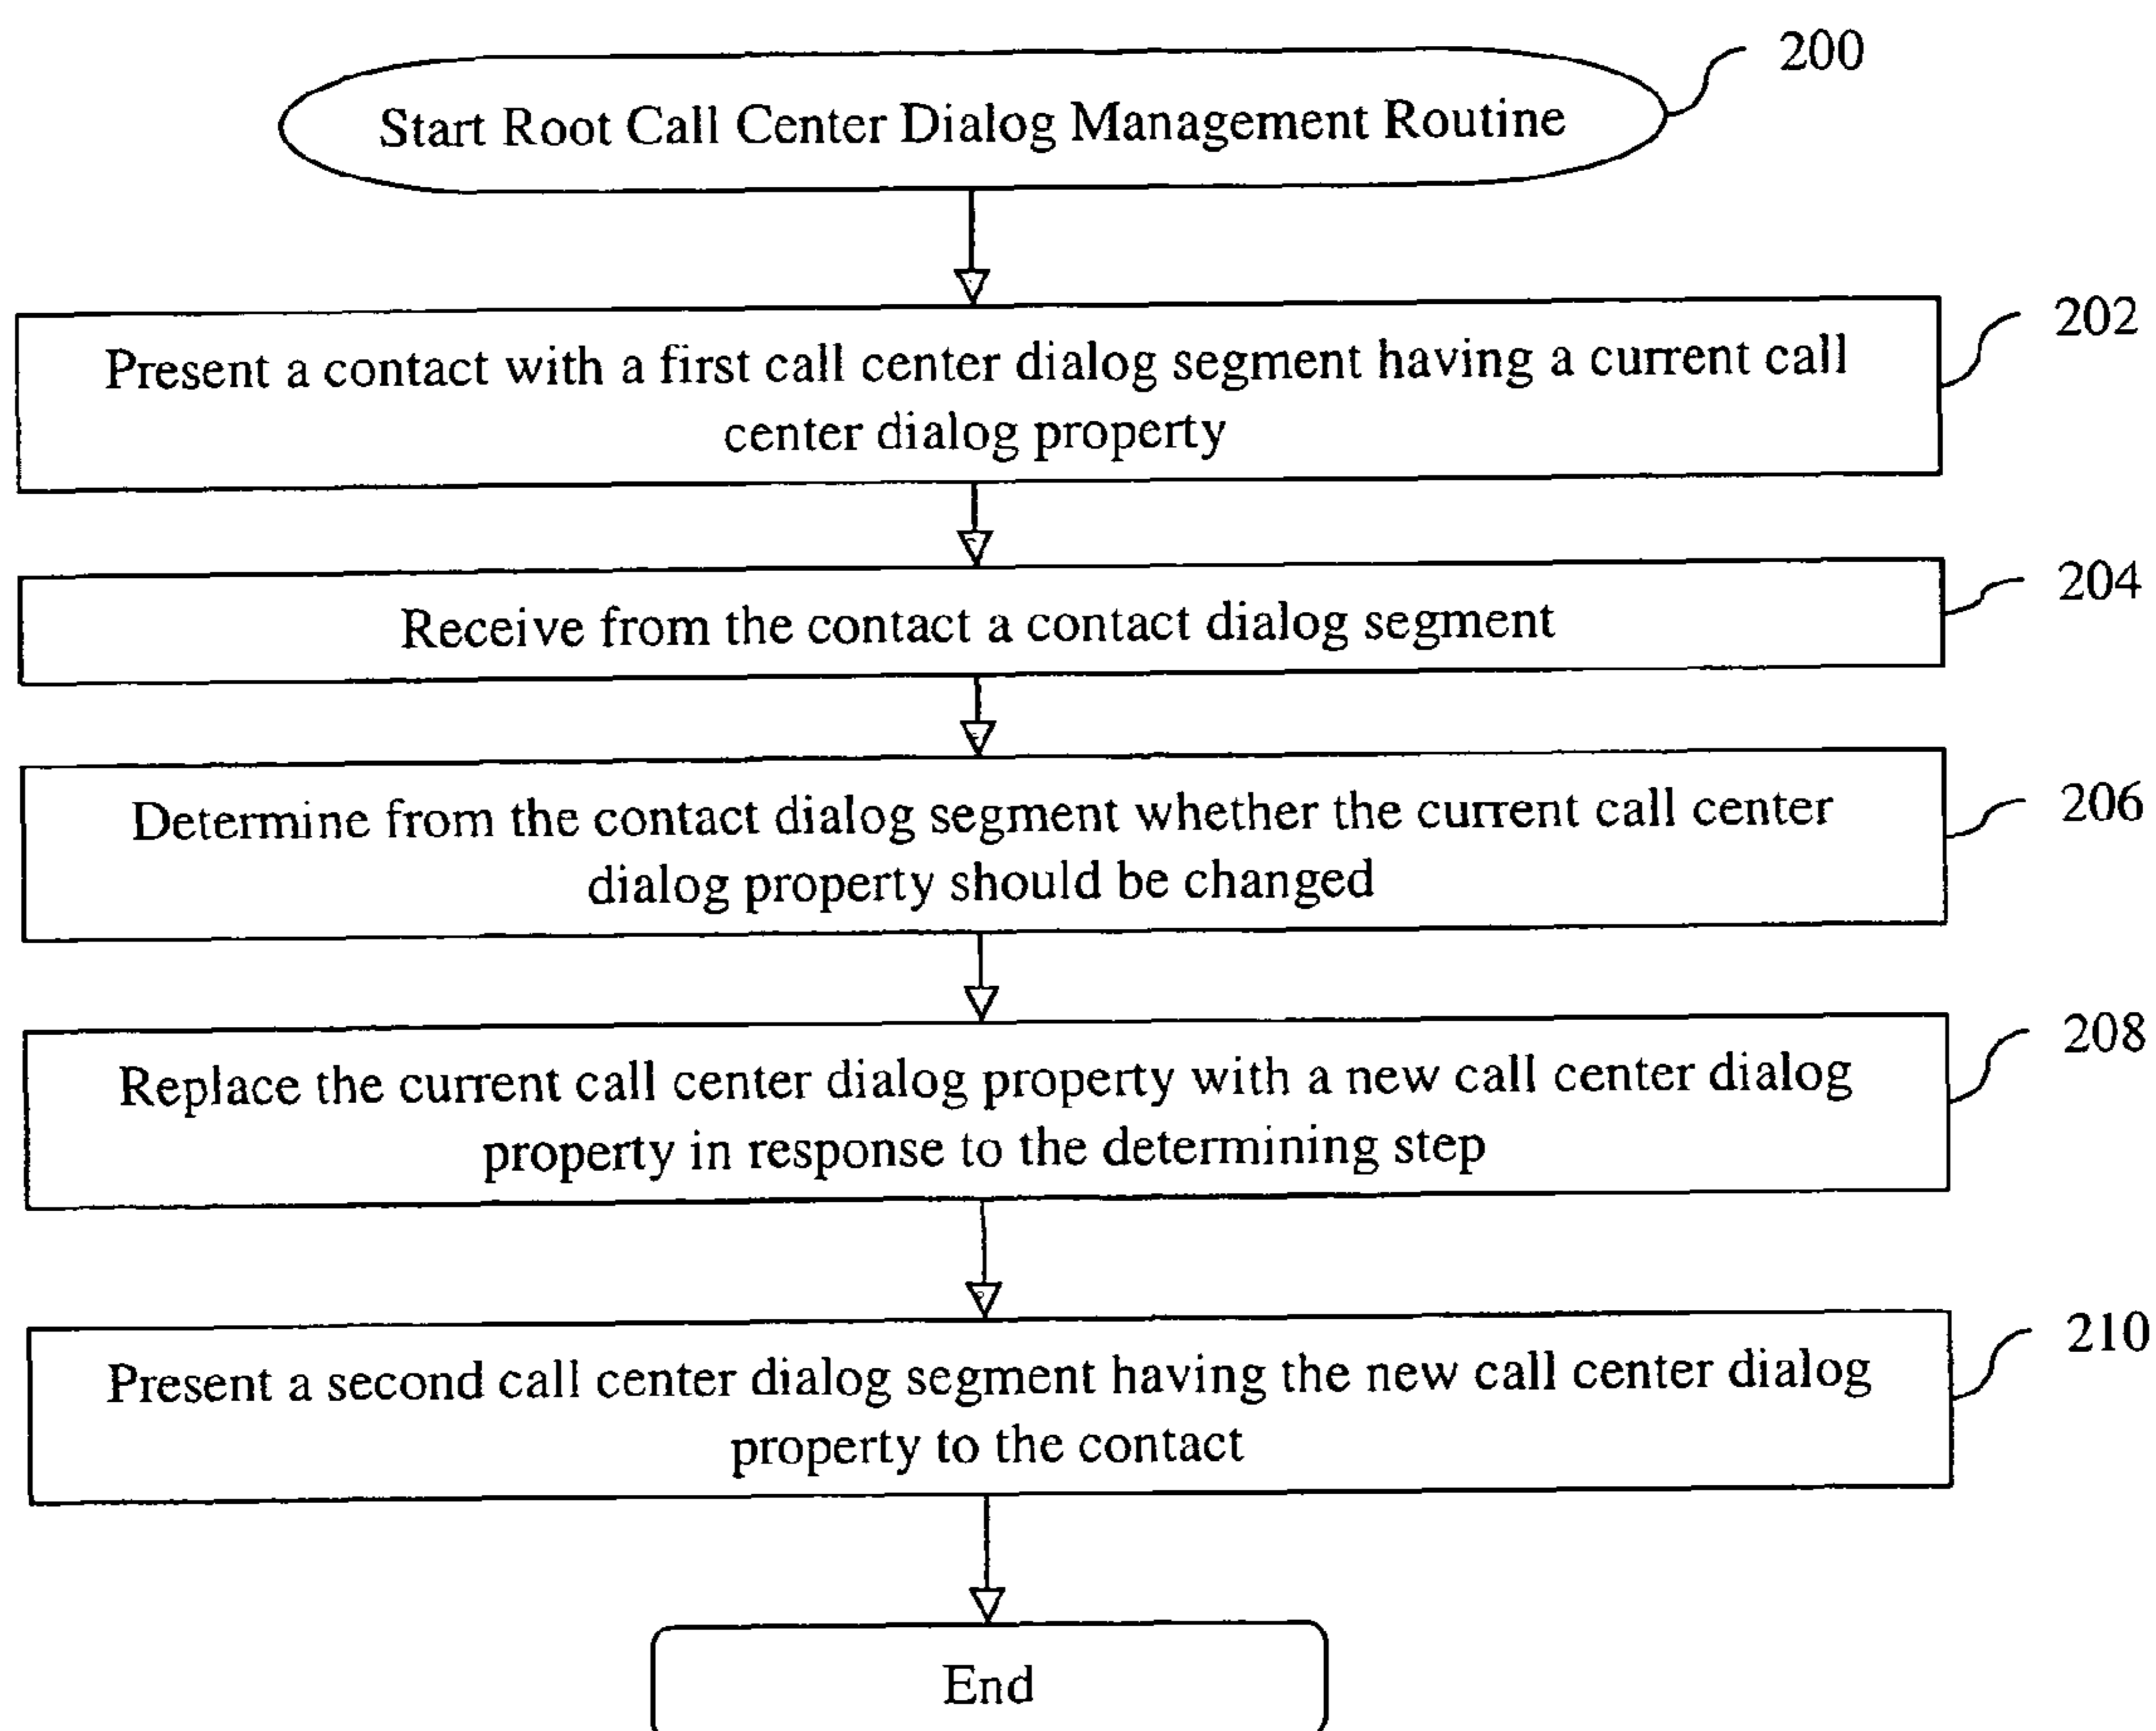 200
Start Root Call Center Dialog Management Routine
202
Present a contact with a first call center dialog segment having a current call
center dialog property
204
Receive from the contact a contact dialog segment
206
Determine from the contact dialog segment whether the current call center
dialog property should be changed
208
Replace the current call center dialog property with a new call center dialog
property in response to the determining step
210
Present a second call center dialog segment having the new call center dialog
property to the contact
End